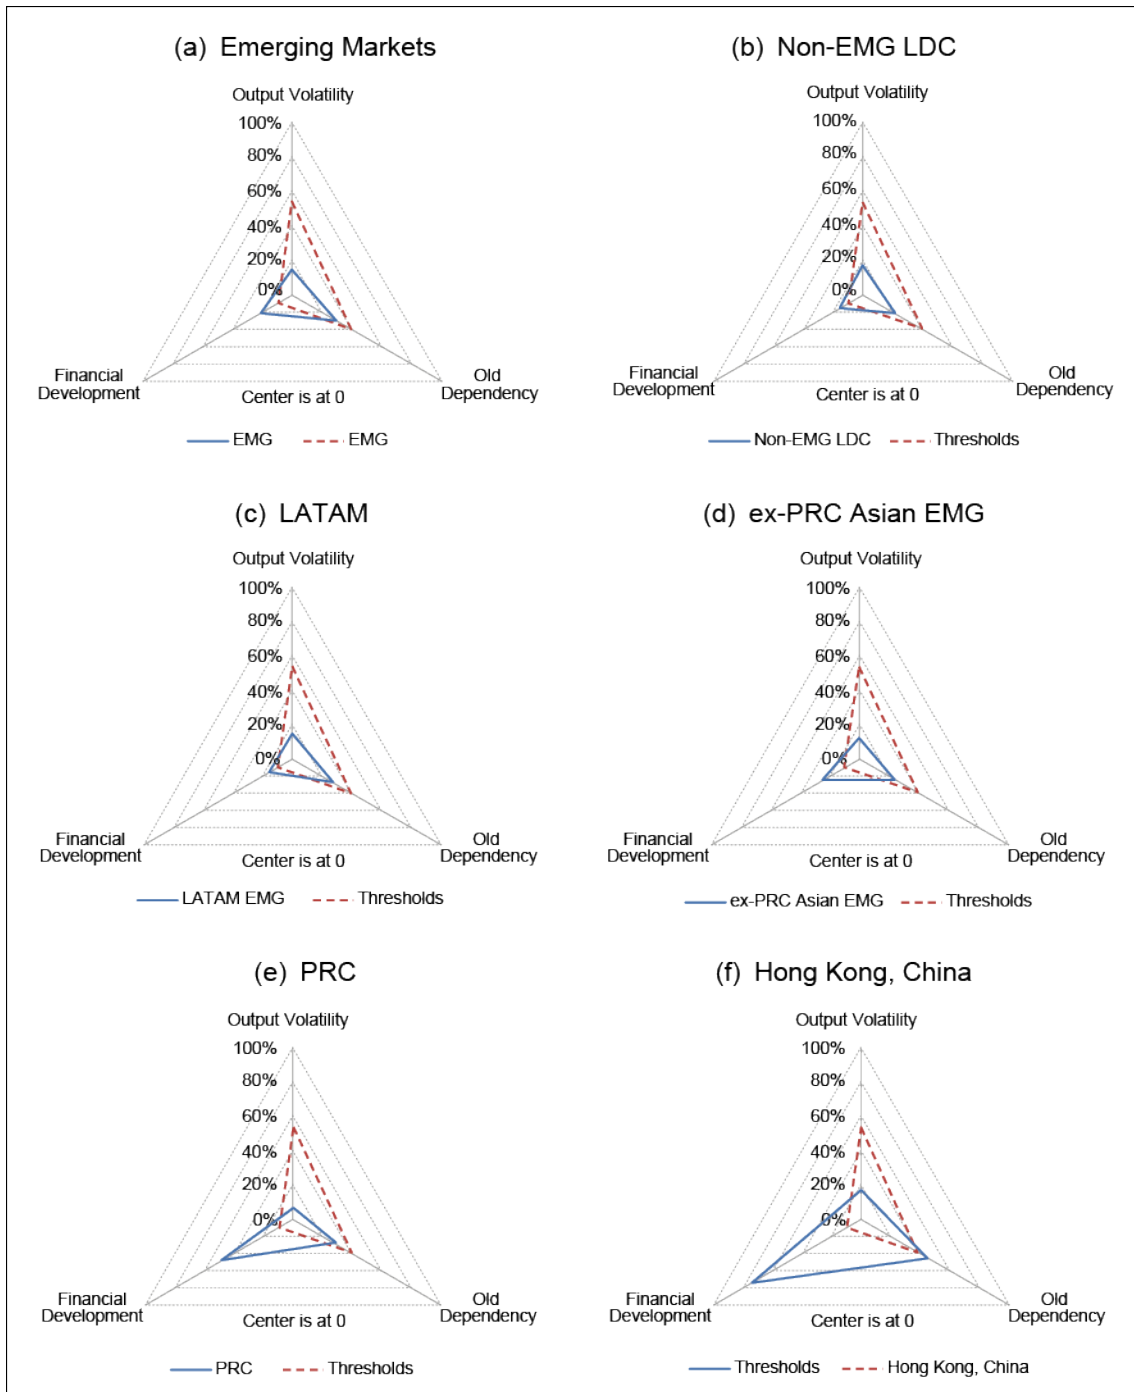 (a) Emerging Markets
Output Volatility
100%
80%
60%
40%
20%
0%
Financial
Development
Center is at 0
Old
Dependency
EMG
EMG
(b) Non-EMG LDC
Output Volatility
100%
80%
60%
40%
20%
0%
Financial
Development
Center is at 0
Old
Dependency
Non-EMG LDC
Thresholds
(c) LATAM
Output Volatility
100%
80%
60%
40%
20%
0%
Financial
Development
Center is at 0
Old
Dependency
LATAM EMG
Thresholds
(d) ex-PRC Asian EMG
Output Volatility
100%
80%
60%
40%
20%
0%
Financial
Development
Center is at 0
Old
Dependency
ex-PRC Asian EMG
Thresholds
(e) PRC
Output Volatility
100%
80%
60%
40%
20%
0%
Financial
Development
Center is at 0
Old
Dependency
PRC
Thresholds
(f) Hong Kong, China
Output Volatility
100%
80%
60%
40%
20%
0%
Financial
Development
Center is at 0
Old
Dependency
Thresholds
Hong Kong, China